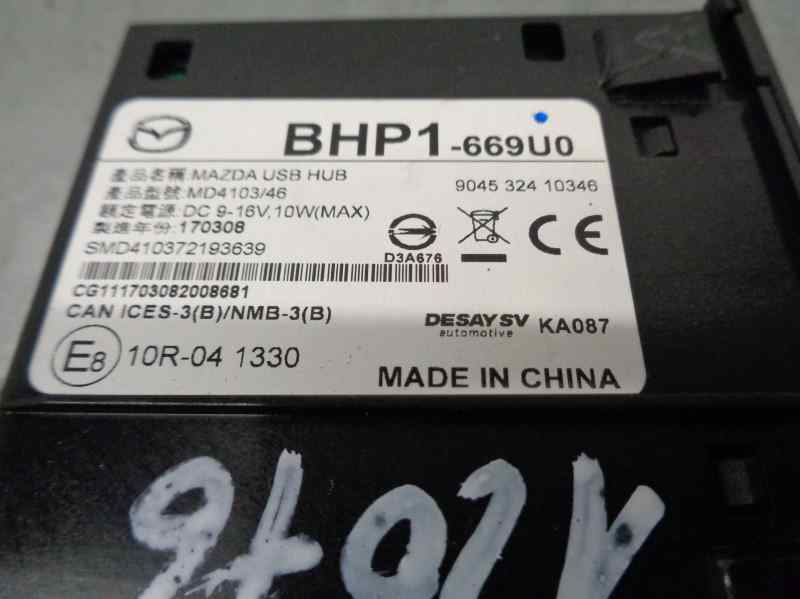 BHP1-669U0
產品名稱:MAZDA USB HUB
產品型號:MD4103/46
9045 324 10346
額定電源:DC 9-16V,10W(MAX)
製造年份:170308
SMD410372193639
D3A676
CE
CG111703082008681
CAN ICES-3(B)/NMB-3(B)
DESAY SV
automotive
KA087
E8 10R-04 1330
MADE IN CHINA